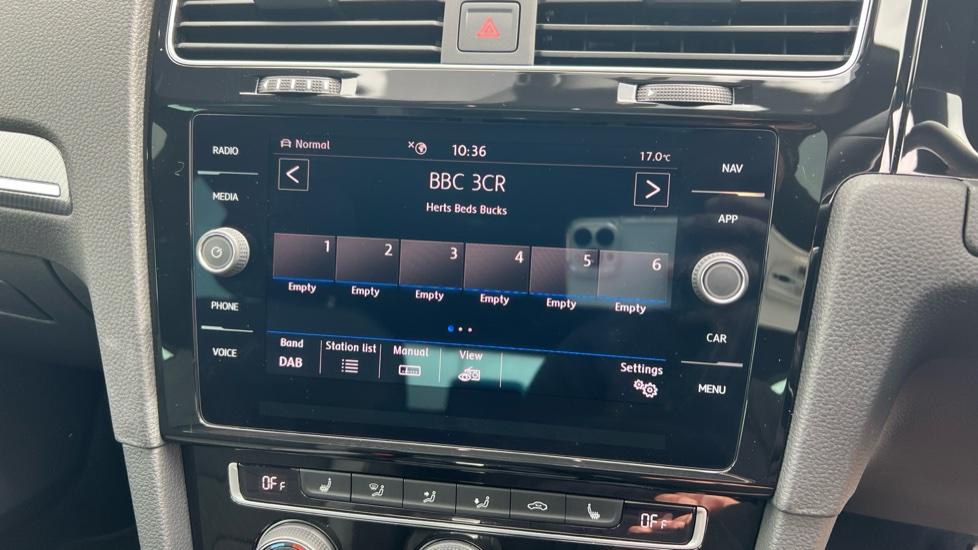 RADIO
MEDIA
PHONE
VOICE
Normal
10:36
17.0°C
BBC 3CR
Herts Beds Bucks
1 2 3 4 5 6
Empty Empty Empty Empty Empty Empty
Band Station list Manual View Settings
DAB
NAV
APP
CAR
MENU
OFF OFF